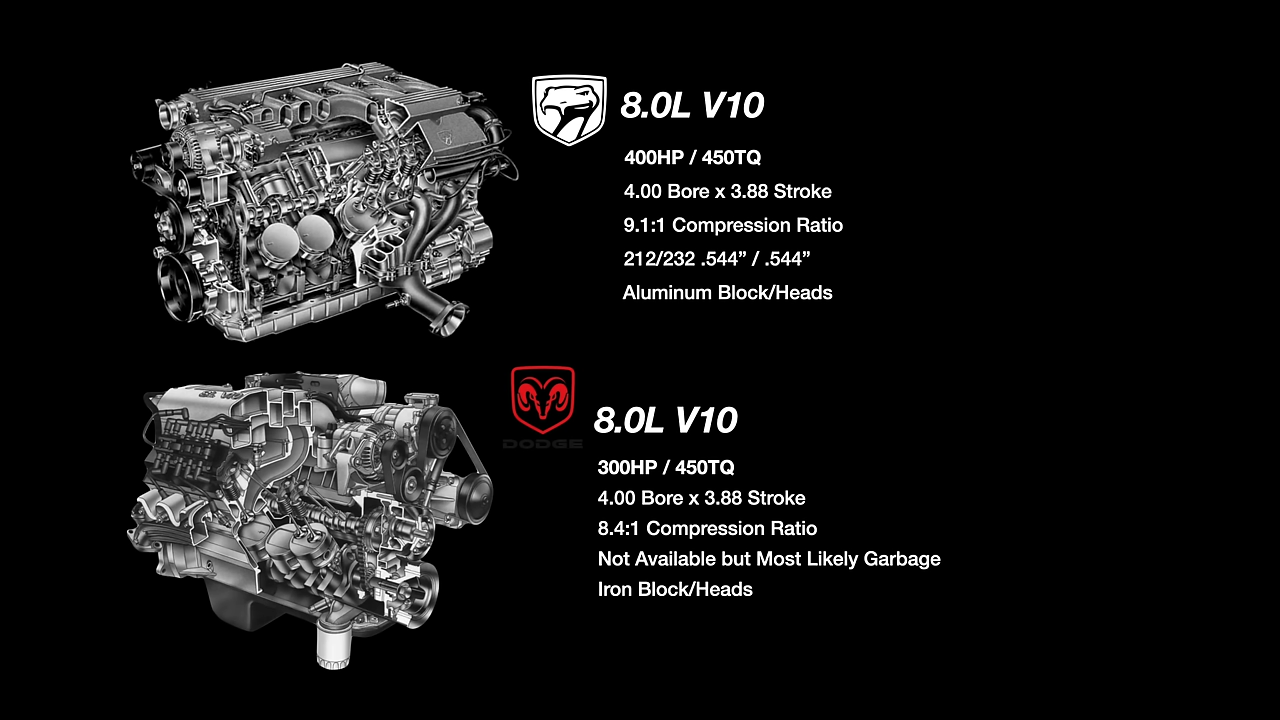 8.0L V10
400HP / 450TQ
4.00 Bore x 3.88 Stroke
9.1:1 Compression Ratio
212/232 .544” / .544”
Aluminum Block/Heads
DODGE
8.0L V10
300HP / 450TQ
4.00 Bore x 3.88 Stroke
8.4:1 Compression Ratio
Not Available but Most Likely Garbage
Iron Block/Heads